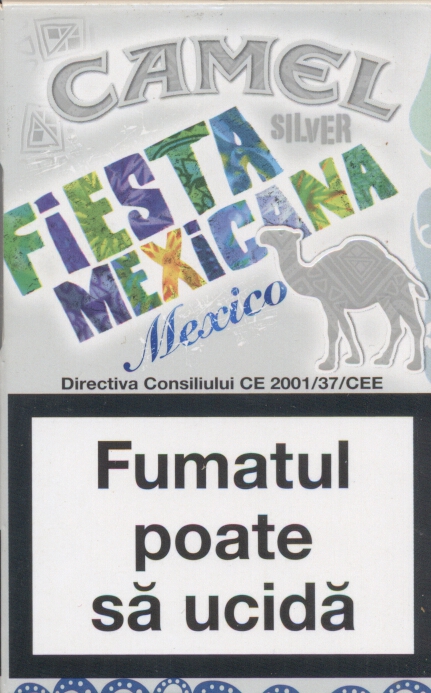 CAMEL
SILVER
FiESTA
MEXiCANA
Mexico
Directiva Consiliului CE 2001/37/CEE
Fumatul
poate
să ucidă